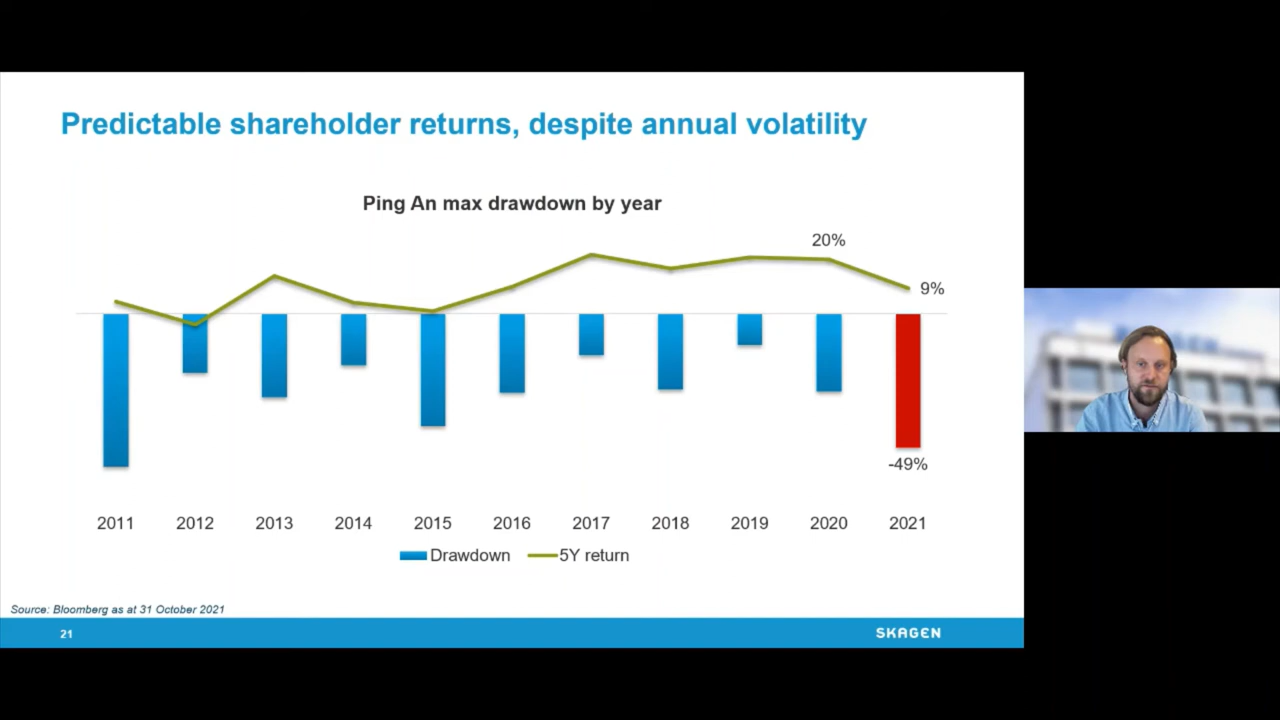 Predictable shareholder returns, despite annual volatility
Ping An max drawdown by year
20%
9%
-49%
2011 2012 2013 2014 2015 2016 2017 2018 2019 2020 2021
Drawdown 5Y return
Source: Bloomberg as at 31 October 2021
21 SKAGEN